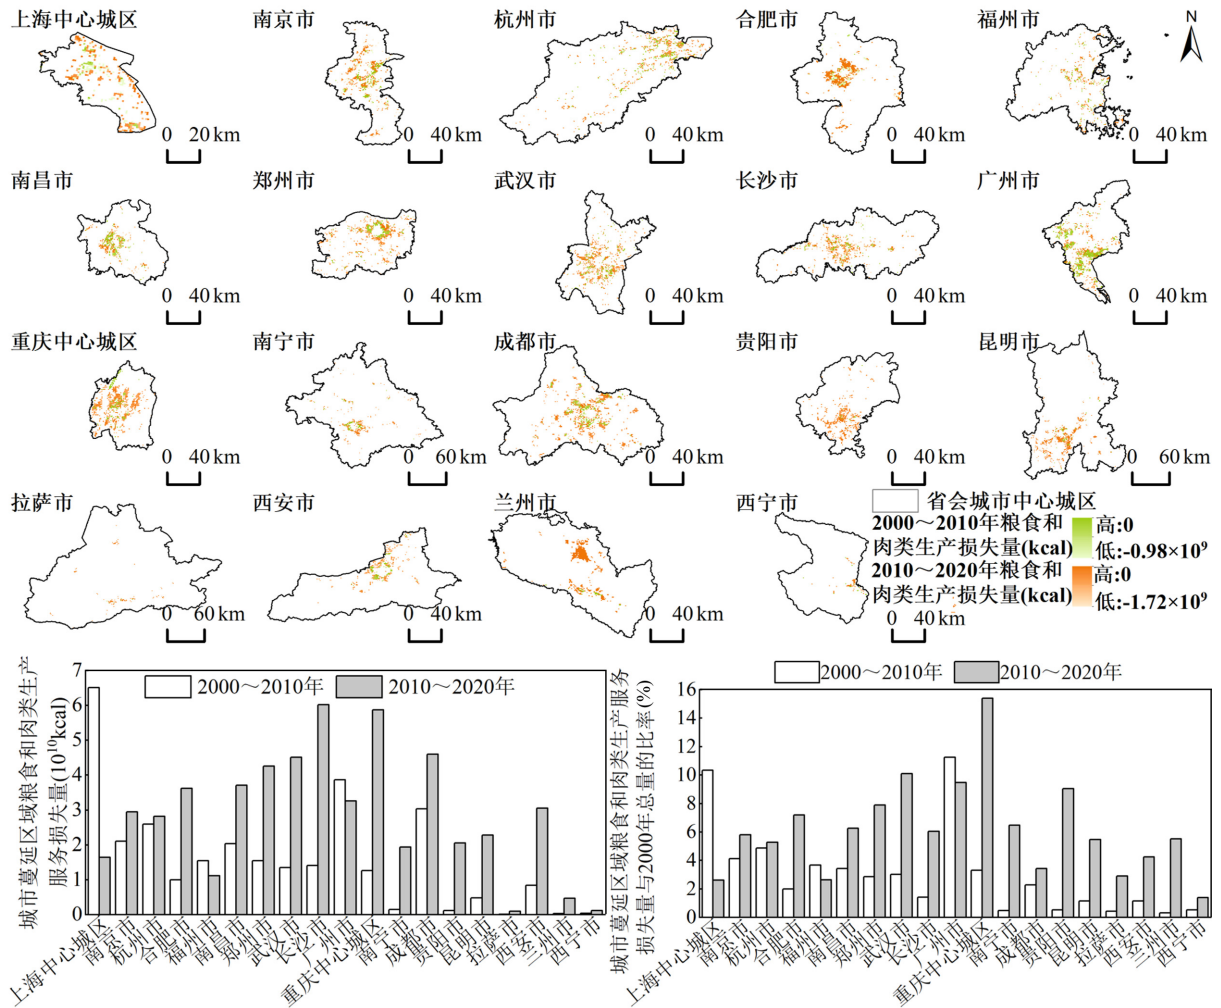 上海中心城区
南京市
杭州市
合肥市
福州市
N
0 20 km
0 40 km
0 40 km
0 40 km
0 40 km
南昌市
郑州市
武汉市
长沙市
广州市
0 40 km
0 40 km
0 40 km
0 40 km
0 40 km
重庆中心城区
南宁市
成都市
贵阳市
昆明市
0 40 km
0 60 km
0 40 km
0 40 km
0 60 km
拉萨市
西安市
兰州市
西宁市
0 60 km
0 40 km
0 40 km
0 40 km
省会城市中心城区
2000～2010年粮食和
肉类生产损失量(kcal)
高:0
低:-0.98×10⁹
2010～2020年粮食和
肉类生产损失量(kcal)
高:0
低:-1.72×10⁹
城市蔓延区域粮食和肉类生产
服务损失量(10¹⁰kcal)
7
6
5
4
3
2
1
0
2000～2010年
2010～2020年
上海中心城区
南京市
杭州市
合肥市
福州市
南昌市
郑州市
武汉市
长沙市
广州市
重庆中心城区
南宁市
成都市
贵阳市
昆明市
拉萨市
西安市
兰州市
西宁市
城市蔓延区域粮食和肉类生产服务
损失量与2000年总量的比率(%)
16
14
12
10
8
6
4
2
0
2000～2010年
2010～2020年
上海中心城区
南京市
杭州市
合肥市
福州市
南昌市
郑州市
武汉市
长沙市
广州市
重庆中心城区
南宁市
成都市
贵阳市
昆明市
拉萨市
西安市
兰州市
西宁市